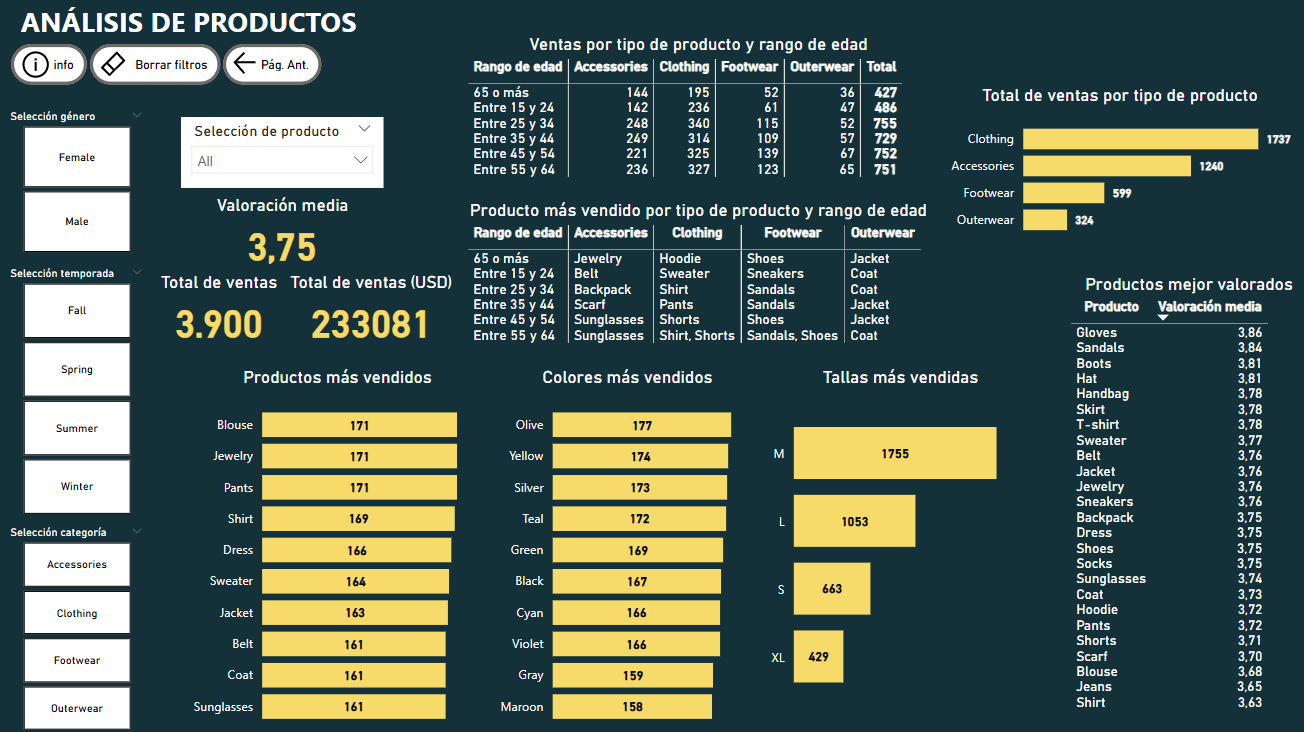 ANÁLISIS DE PRODUCTOS
info
Borrar filtros
Pág. Ant.
Selección género
Female
Male
Selección temporada
Fall
Spring
Summer
Winter
Selección categoría
Accessories
Clothing
Footwear
Outerwear
Selección de producto
All
Valoración media
3,75
Total de ventas
3.900
Total de ventas (USD)
233081
Ventas por tipo de producto y rango de edad
Rango de edad Accessories Clothing Footwear Outerwear Total
65 o más 144 195 52 36 427
Entre 15 y 24 142 236 61 47 486
Entre 25 y 34 248 340 115 52 755
Entre 35 y 44 249 314 109 57 729
Entre 45 y 54 221 325 139 67 752
Entre 55 y 64 236 327 123 65 751
Producto más vendido por tipo de producto y rango de edad
Rango de edad Accessories Clothing Footwear Outerwear
65 o más Jewelry Hoodie Shoes Jacket
Entre 15 y 24 Belt Sweater Sneakers Coat
Entre 25 y 34 Backpack Shirt Sandals Coat
Entre 35 y 44 Scarf Pants Sandals Jacket
Entre 45 y 54 Sunglasses Shorts Shoes Jacket
Entre 55 y 64 Sunglasses Shirt, Shorts Sandals, Shoes Coat
Total de ventas por tipo de producto
Clothing 1737
Accessories 1240
Footwear 599
Outerwear 324
Productos más vendidos
Blouse 171
Jewelry 171
Pants 171
Shirt 169
Dress 166
Sweater 164
Jacket 163
Belt 161
Coat 161
Sunglasses 161
Colores más vendidos
Olive 177
Yellow 174
Silver 173
Teal 172
Green 169
Black 167
Cyan 166
Violet 166
Gray 159
Maroon 158
Tallas más vendidas
M 1755
L 1053
S 663
XL 429
Productos mejor valorados
Producto Valoración media
Gloves 3,86
Sandals 3,84
Boots 3,81
Hat 3,81
Handbag 3,78
Skirt 3,78
T-shirt 3,78
Sweater 3,77
Belt 3,76
Jacket 3,76
Jewelry 3,76
Sneakers 3,76
Backpack 3,75
Dress 3,75
Shoes 3,75
Socks 3,75
Sunglasses 3,74
Coat 3,73
Hoodie 3,72
Pants 3,72
Shorts 3,71
Scarf 3,70
Blouse 3,68
Jeans 3,65
Shirt 3,63